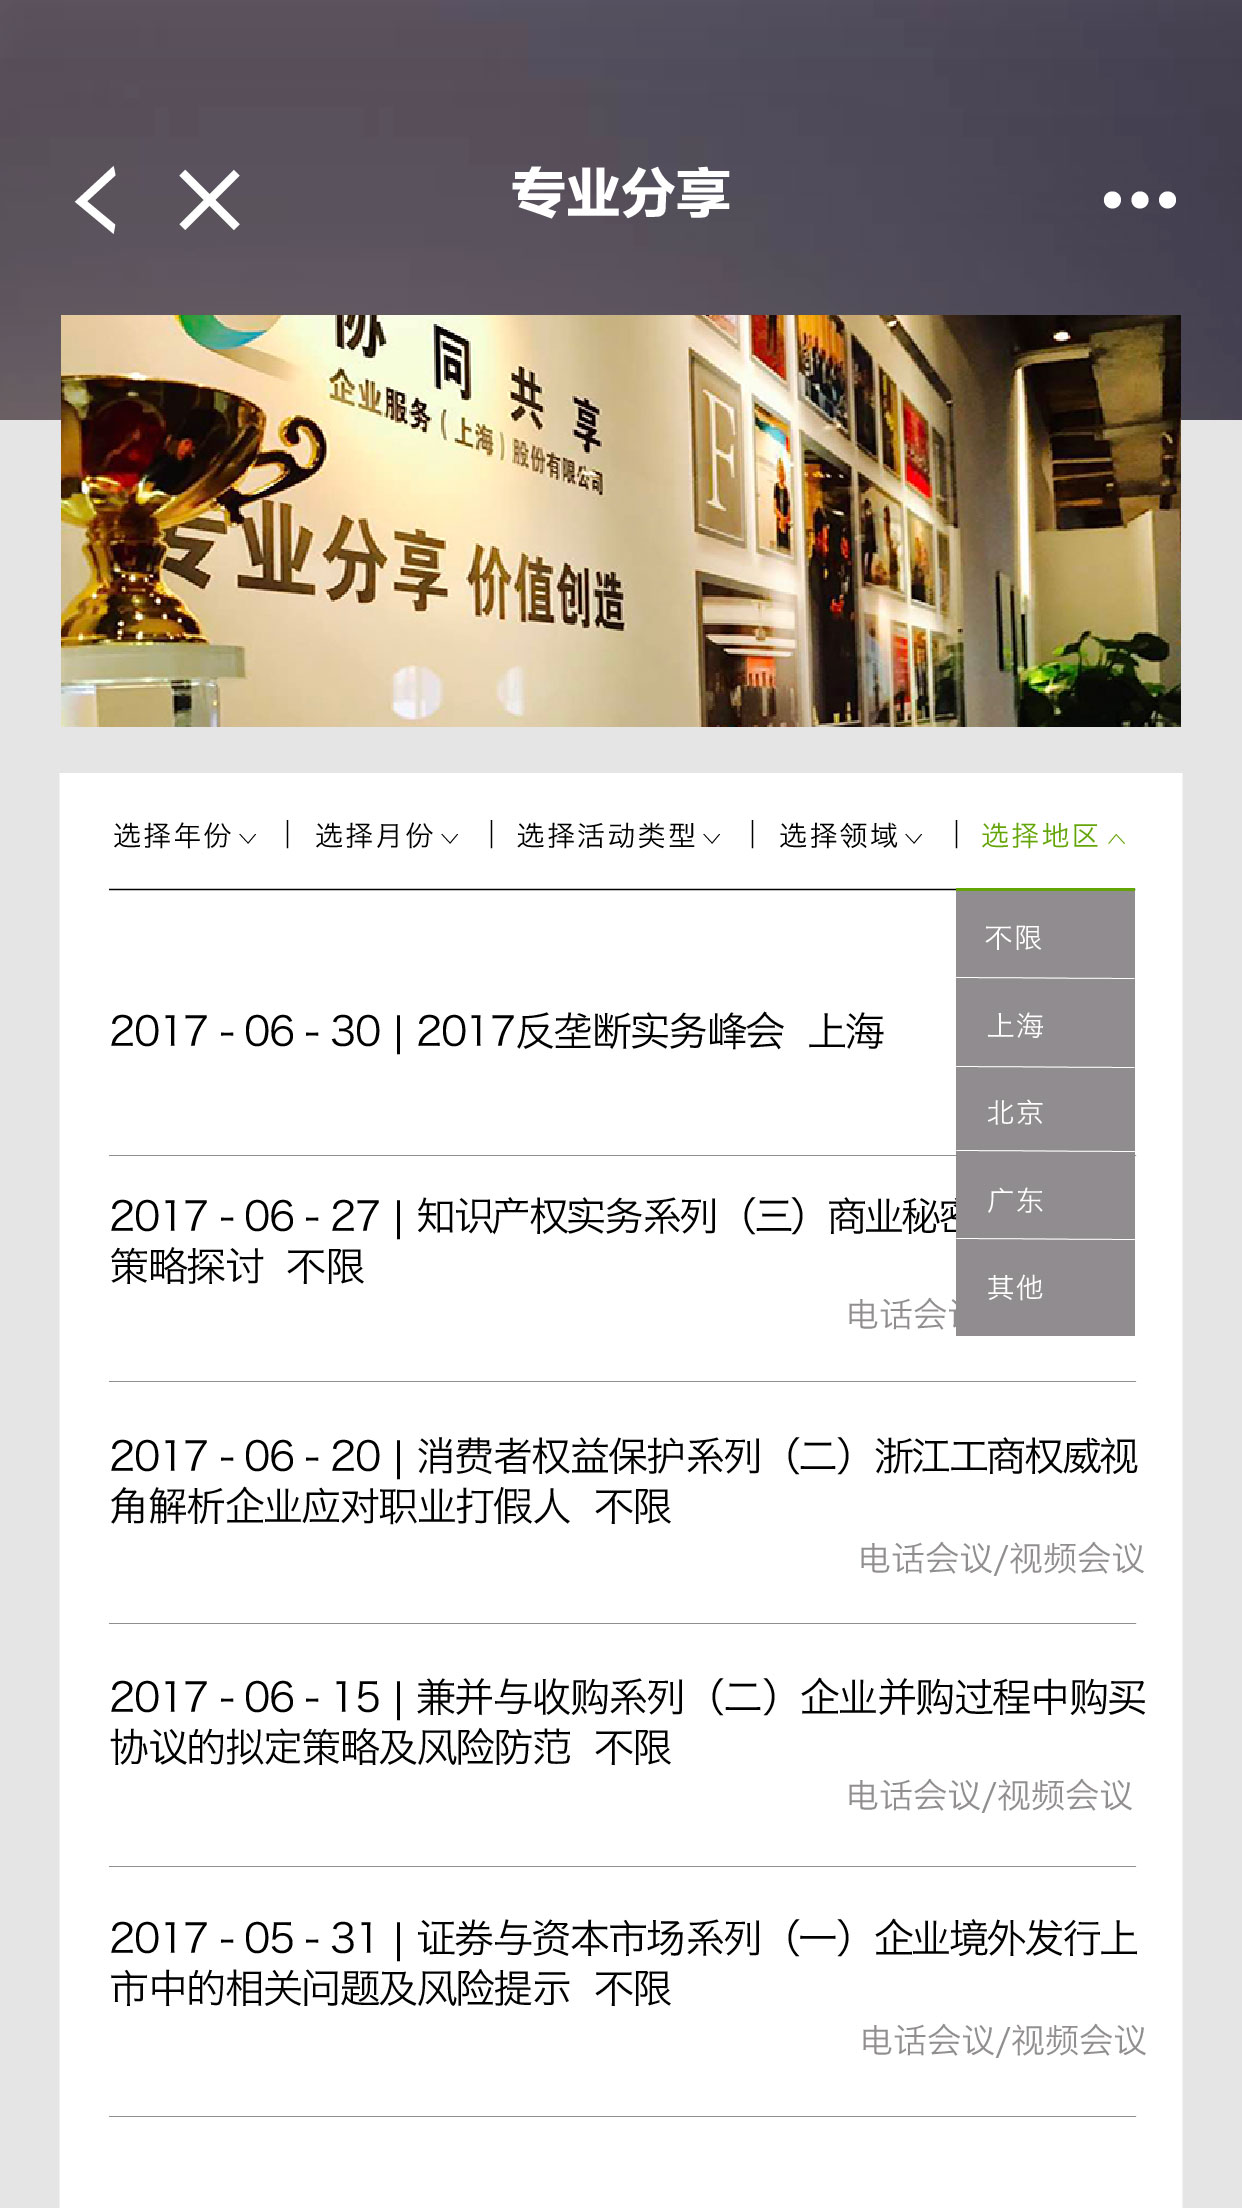 专业分享
协同共享
企业服务（上海）股份有限公司
F
专业分享 价值创造
选择年份 | 选择月份 | 选择活动类型 | 选择领域 | 选择地区
不限
上海
北京
广东
其他
2017 - 06 - 30 | 2017反垄断实务峰会 上海
2017 - 06 - 27 | 知识产权实务系列（三）商业秘
策略探讨 不限
电话会
2017 - 06 - 20 | 消费者权益保护系列（二）浙江工商权威视
角解析企业应对职业打假人 不限
电话会议/视频会议
2017 - 06 - 15 | 兼并与收购系列（二）企业并购过程中购买
协议的拟定策略及风险防范 不限
电话会议/视频会议
2017 - 05 - 31 | 证券与资本市场系列（一）企业境外发行上
市中的相关问题及风险提示 不限
电话会议/视频会议